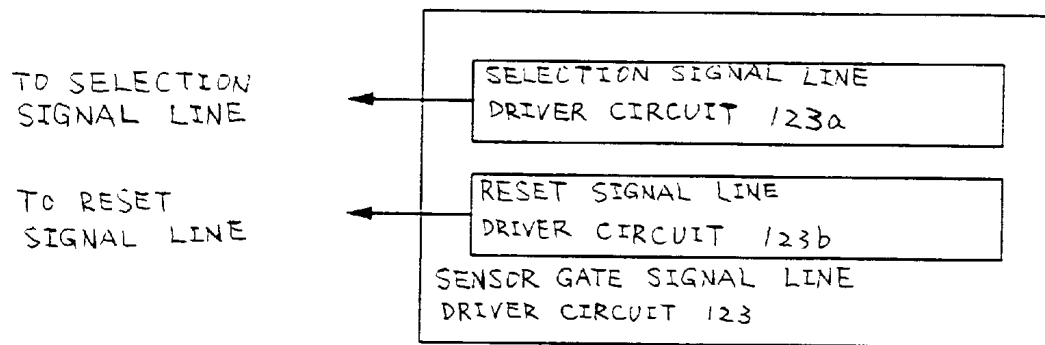 TO SELECTION
SIGNAL LINE
SELECTION SIGNAL LINE
DRIVER CIRCUIT 123a
TO RESET
SIGNAL LINE
RESET SIGNAL LINE
DRIVER CIRCUIT 123b
SENSOR GATE SIGNAL LINE
DRIVER CIRCUIT 123